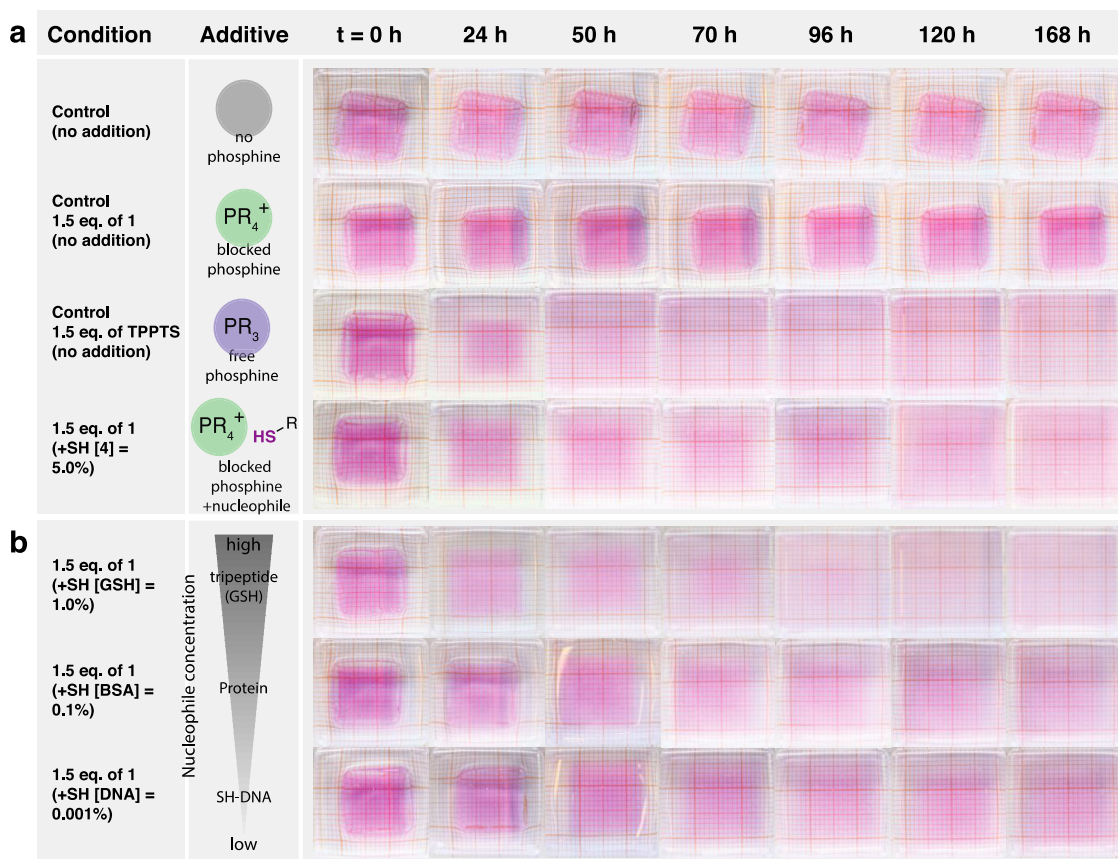 a
Condition Additive t = 0 h 24 h 50 h 70 h 96 h 120 h 168 h
Control
(no addition)
no
phosphine
Control
1.5 eq. of 1
(no addition)
PR4+
blocked
phosphine
Control
1.5 eq. of TPPTS
(no addition)
PR3
free
phosphine
1.5 eq. of 1
(+SH [4] =
5.0%)
PR4+
HS R
blocked
phosphine
+nucleophile
b
1.5 eq. of 1
(+SH [GSH] =
1.0%)
1.5 eq. of 1
(+SH [BSA] =
0.1%)
1.5 eq. of 1
(+SH [DNA] =
0.001%)
Nucleophile concentration
high
tripeptide
(GSH)
Protein
SH-DNA
low